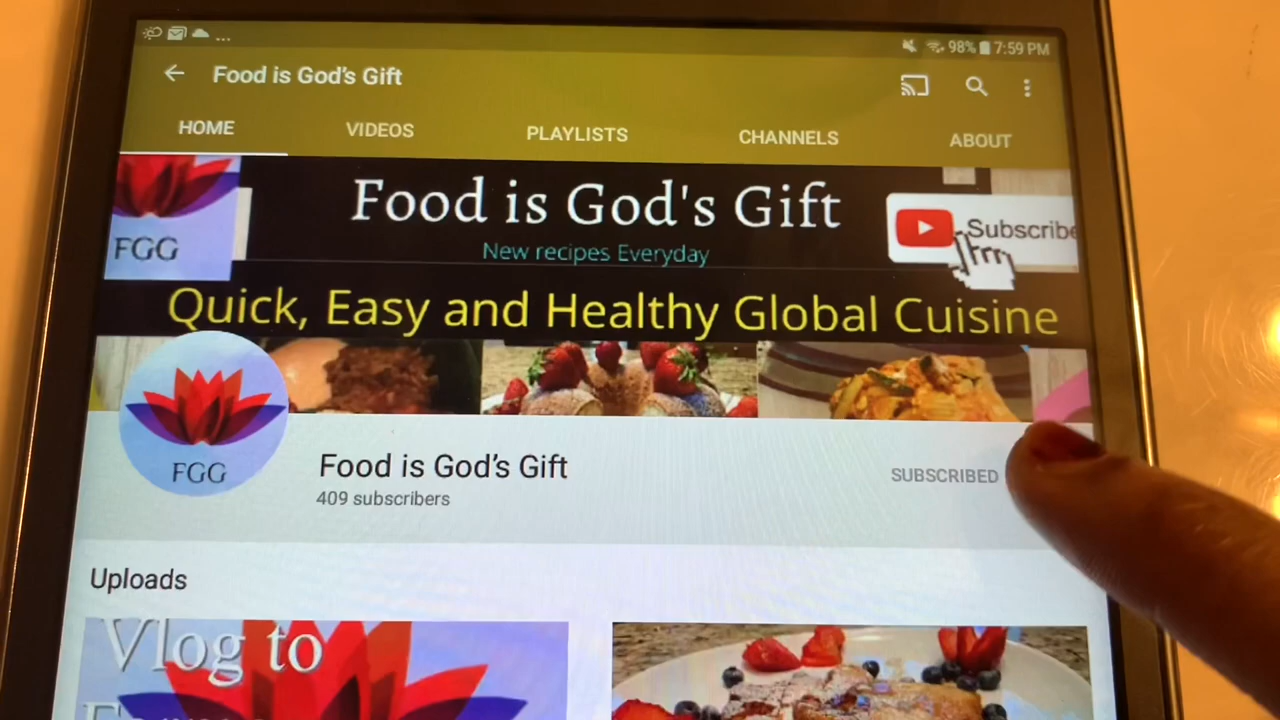 ... 98% 7:59 PM
Food is God's Gift
HOME VIDEOS PLAYLISTS CHANNELS ABOUT
FGG
Food is God's Gift
New recipes Everyday
Subscribe
Quick, Easy and Healthy Global Cuisine
FGG
Food is God's Gift
409 subscribers
SUBSCRIBED
Uploads
Vlog to